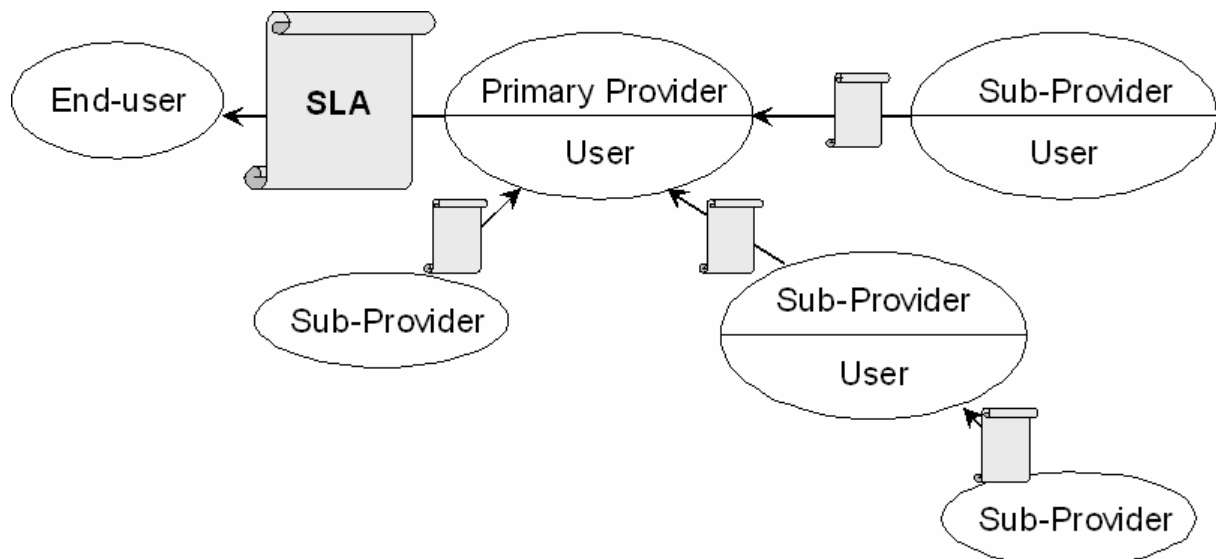 End-user
SLA
Primary Provider
User
Sub-Provider
User
Sub-Provider
Sub-Provider
User
Sub-Provider